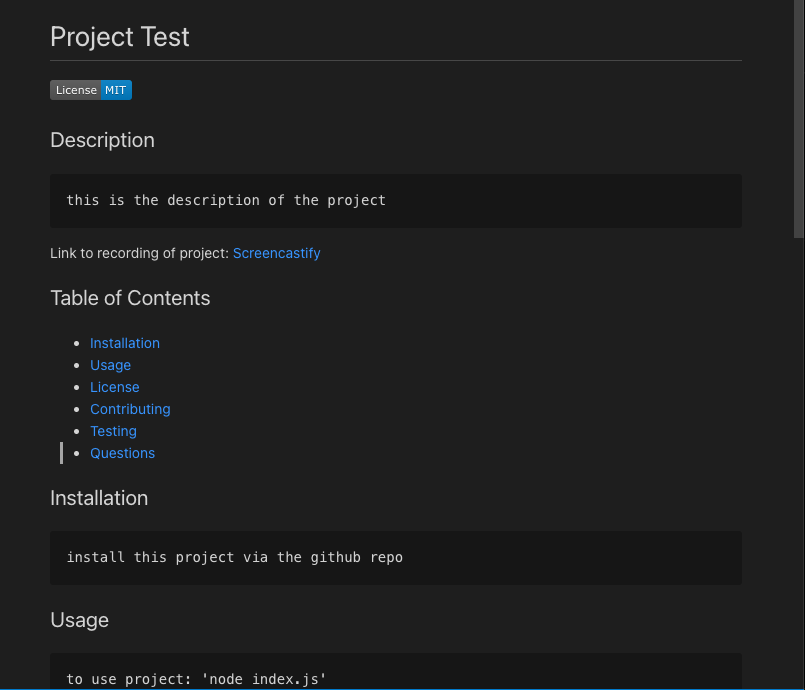 Project Test
License MIT
Description
this is the description of the project
Link to recording of project: Screencastify
Table of Contents
Installation
Usage
License
Contributing
Testing
Questions
Installation
install this project via the github repo
Usage
to use project: 'node index.js'